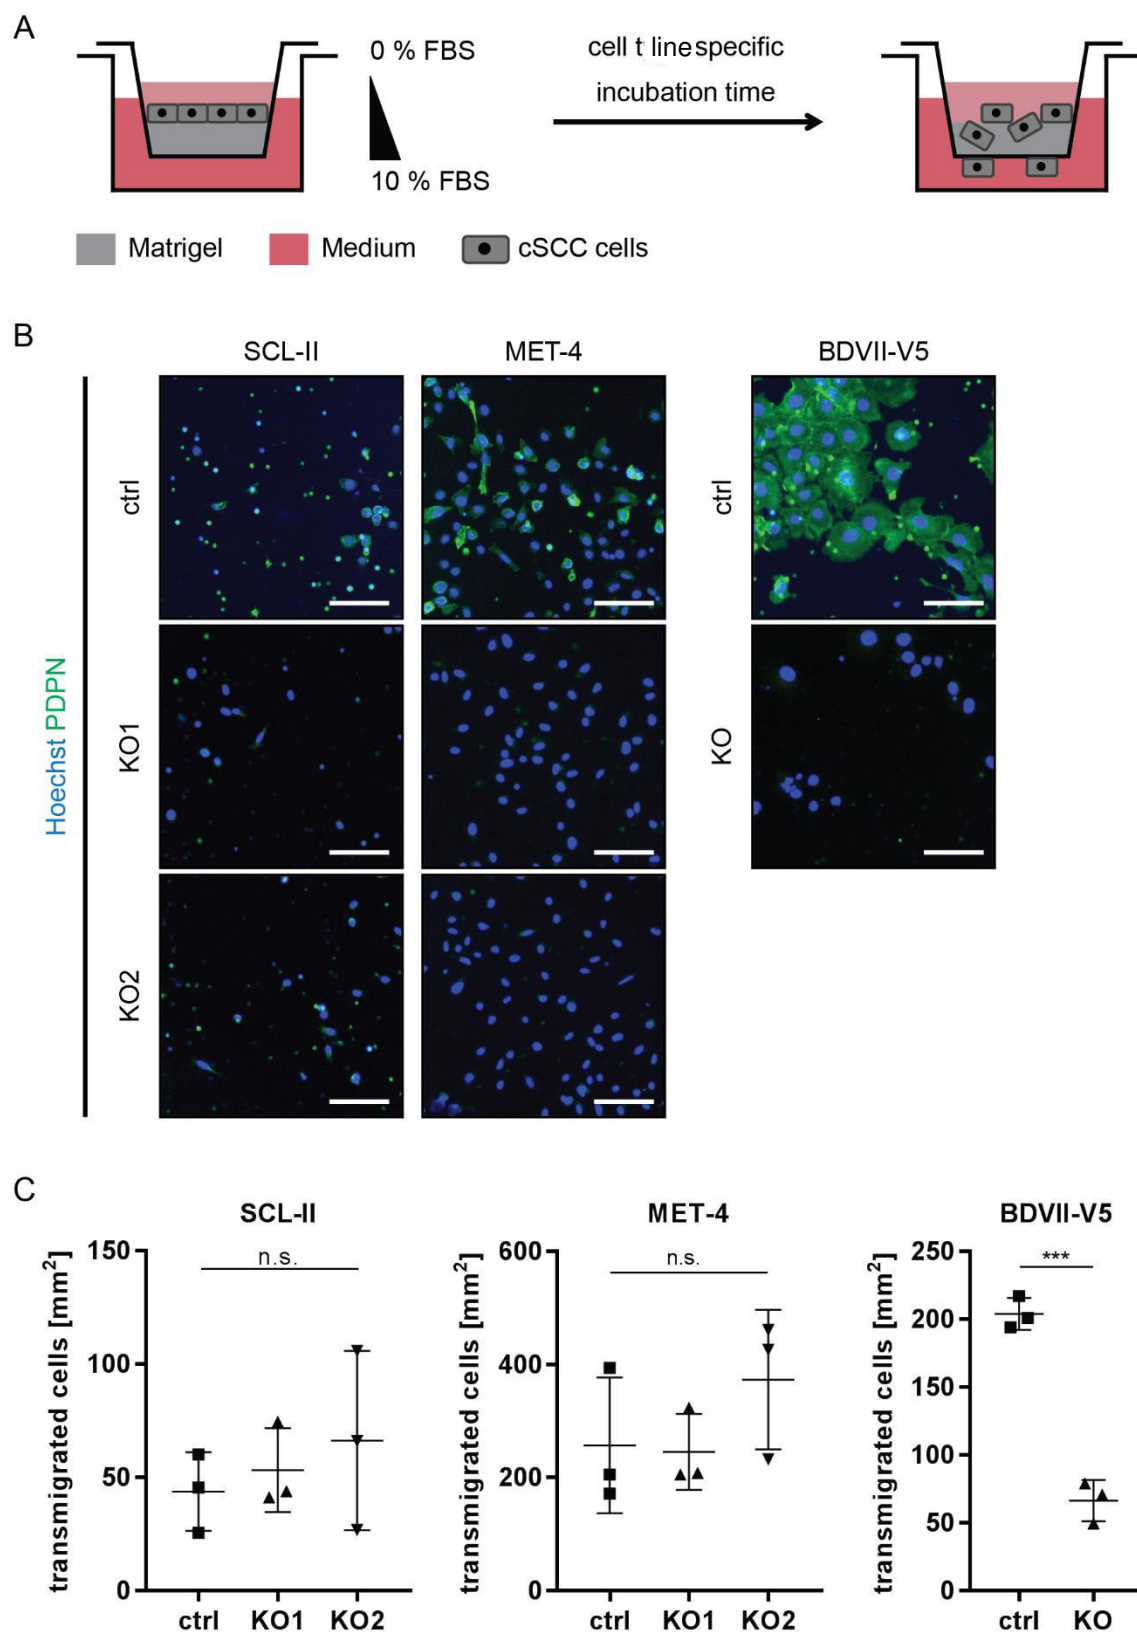 A
0 % FBS
10 % FBS
cell t line specific
incubation time
Matrigel
Medium
cSCC cells
B
SCL-II
MET-4
BDVII-V5
Hoechst PDPN
ctrl
KO1
KO2
ctrl
KO
C
SCL-II
transmigrated cells [mm²]
150
100
50
0
n.s.
ctrl KO1 KO2
MET-4
transmigrated cells [mm²]
600
400
200
0
n.s.
ctrl KO1 KO2
BDVII-V5
transmigrated cells [mm²]
250
200
150
100
50
0
***
ctrl KO